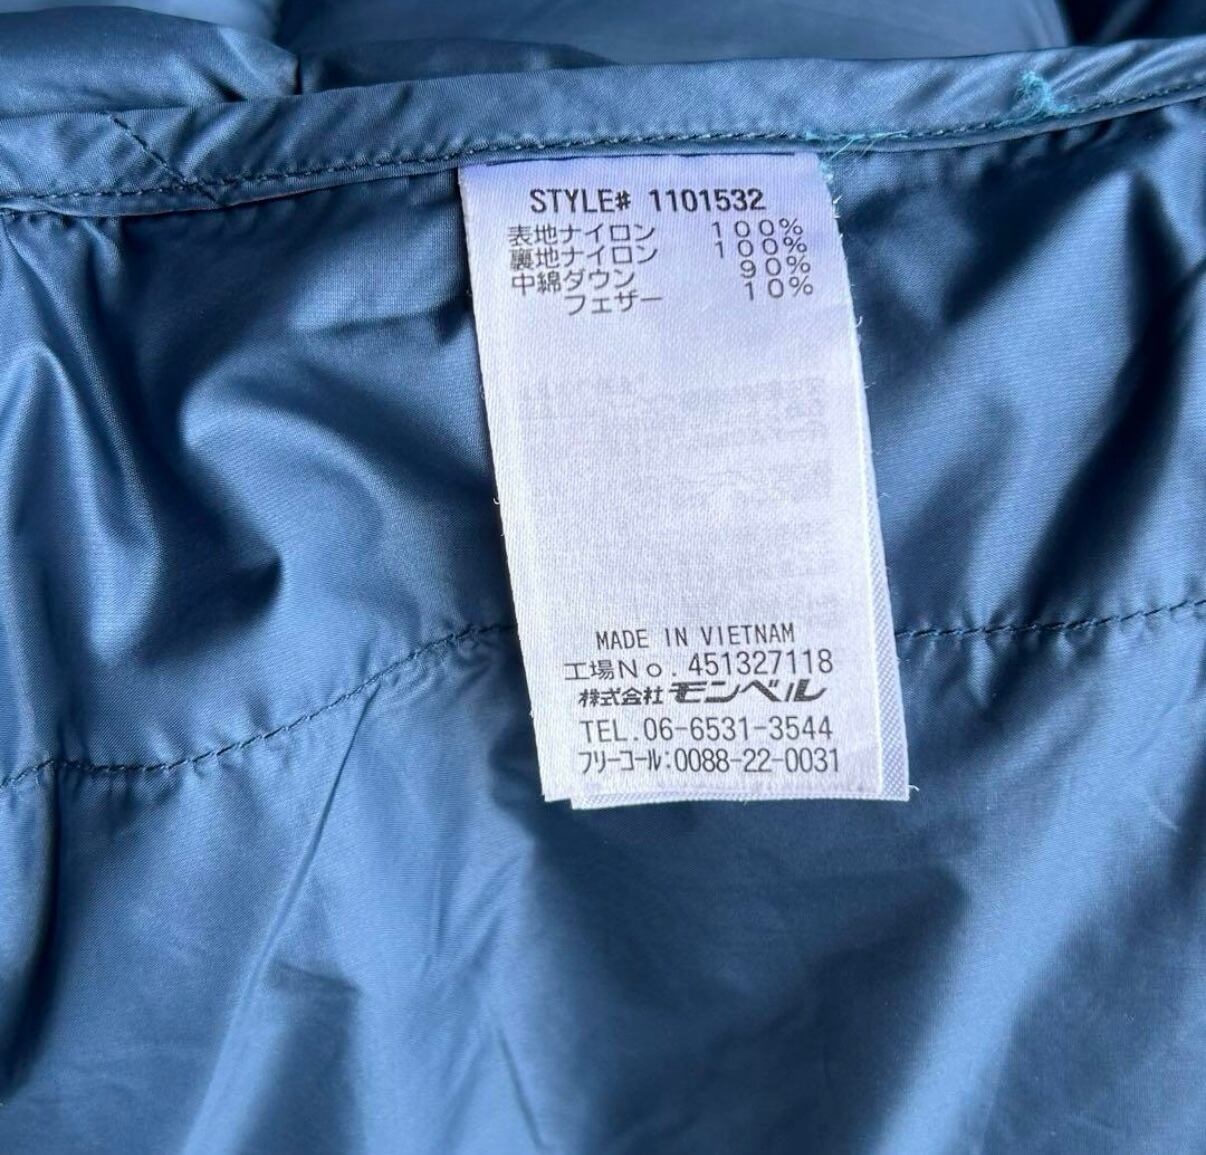 STYLE# 1101532
表地ナイロン 100%
裏地ナイロン 100%
中綿ダウン 90%
フェザー 10%
MADE IN VIETNAM
工場No.451327118
株式会社モンベル
TEL.06-6531-3544
フリーコール:0088-22-0031